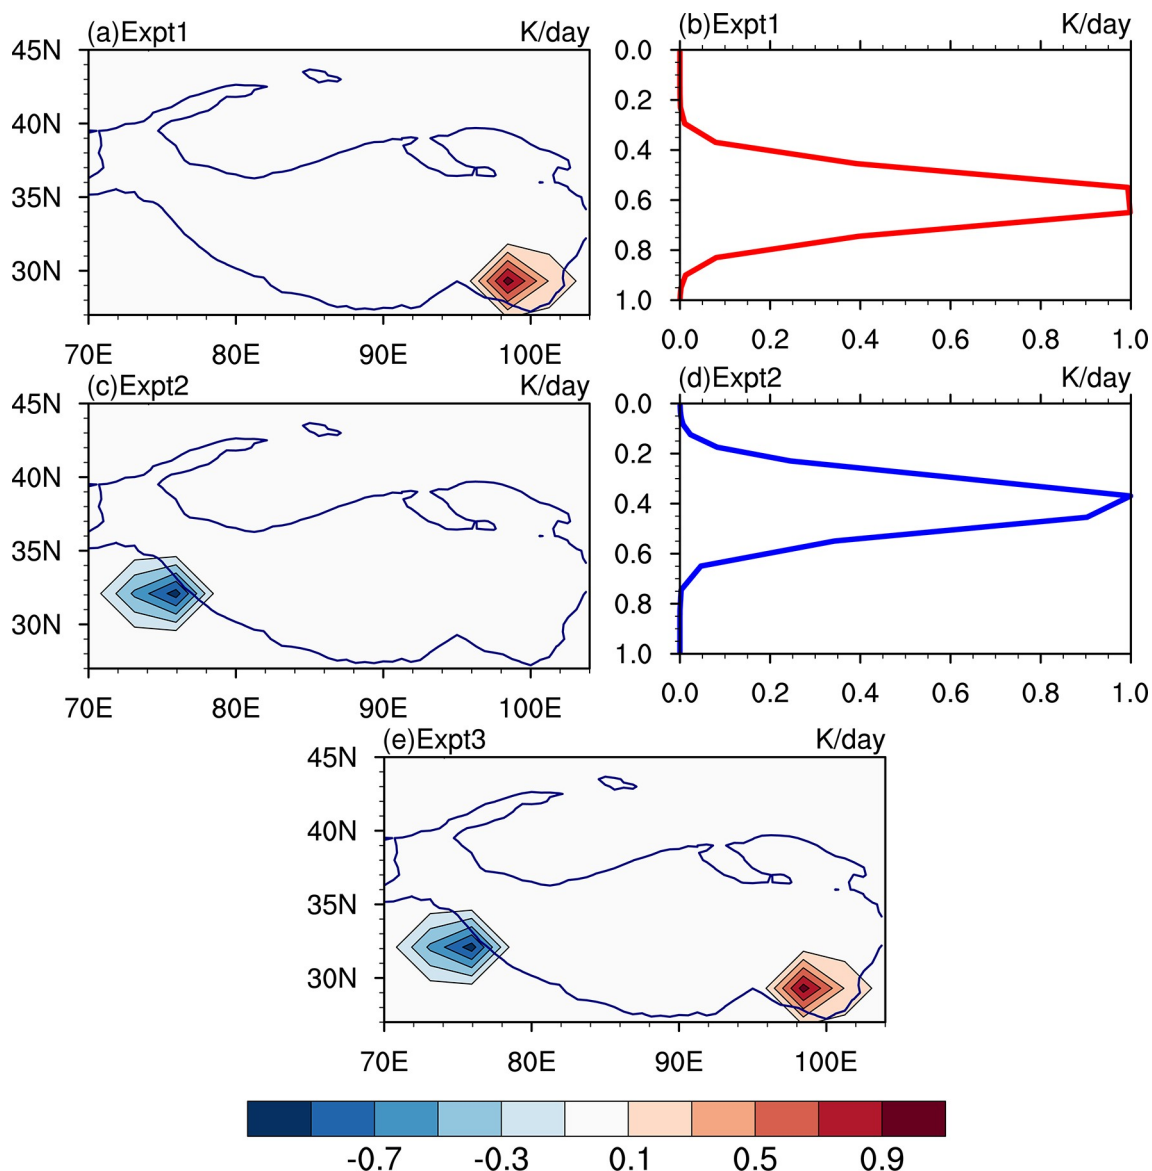 (a)Expt1 K/day
45N
40N
35N
30N
70E 80E 90E 100E
(b)Expt1 K/day
0.0
0.2
0.4
0.6
0.8
1.0
0.0 0.2 0.4 0.6 0.8 1.0
(c)Expt2 K/day
45N
40N
35N
30N
70E 80E 90E 100E
(d)Expt2 K/day
0.0
0.2
0.4
0.6
0.8
1.0
0.0 0.2 0.4 0.6 0.8 1.0
(e)Expt3 K/day
45N
40N
35N
30N
70E 80E 90E 100E
-0.7 -0.3 0.1 0.5 0.9